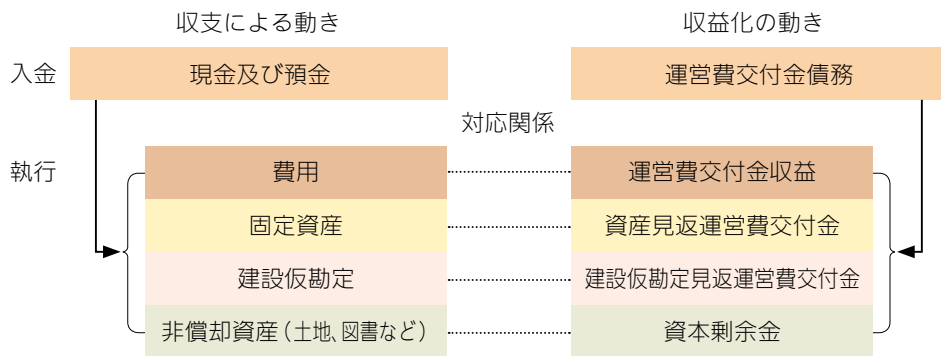 収支による動き 収益化の動き
入金 現金及び預金 運営費交付金債務
対応関係
執行 費用 運営費交付金収益
固定資産 資産見返運営費交付金
建設仮勘定 建設仮勘定見返運営費交付金
非償却資産(土地、図書など) 資本剰余金